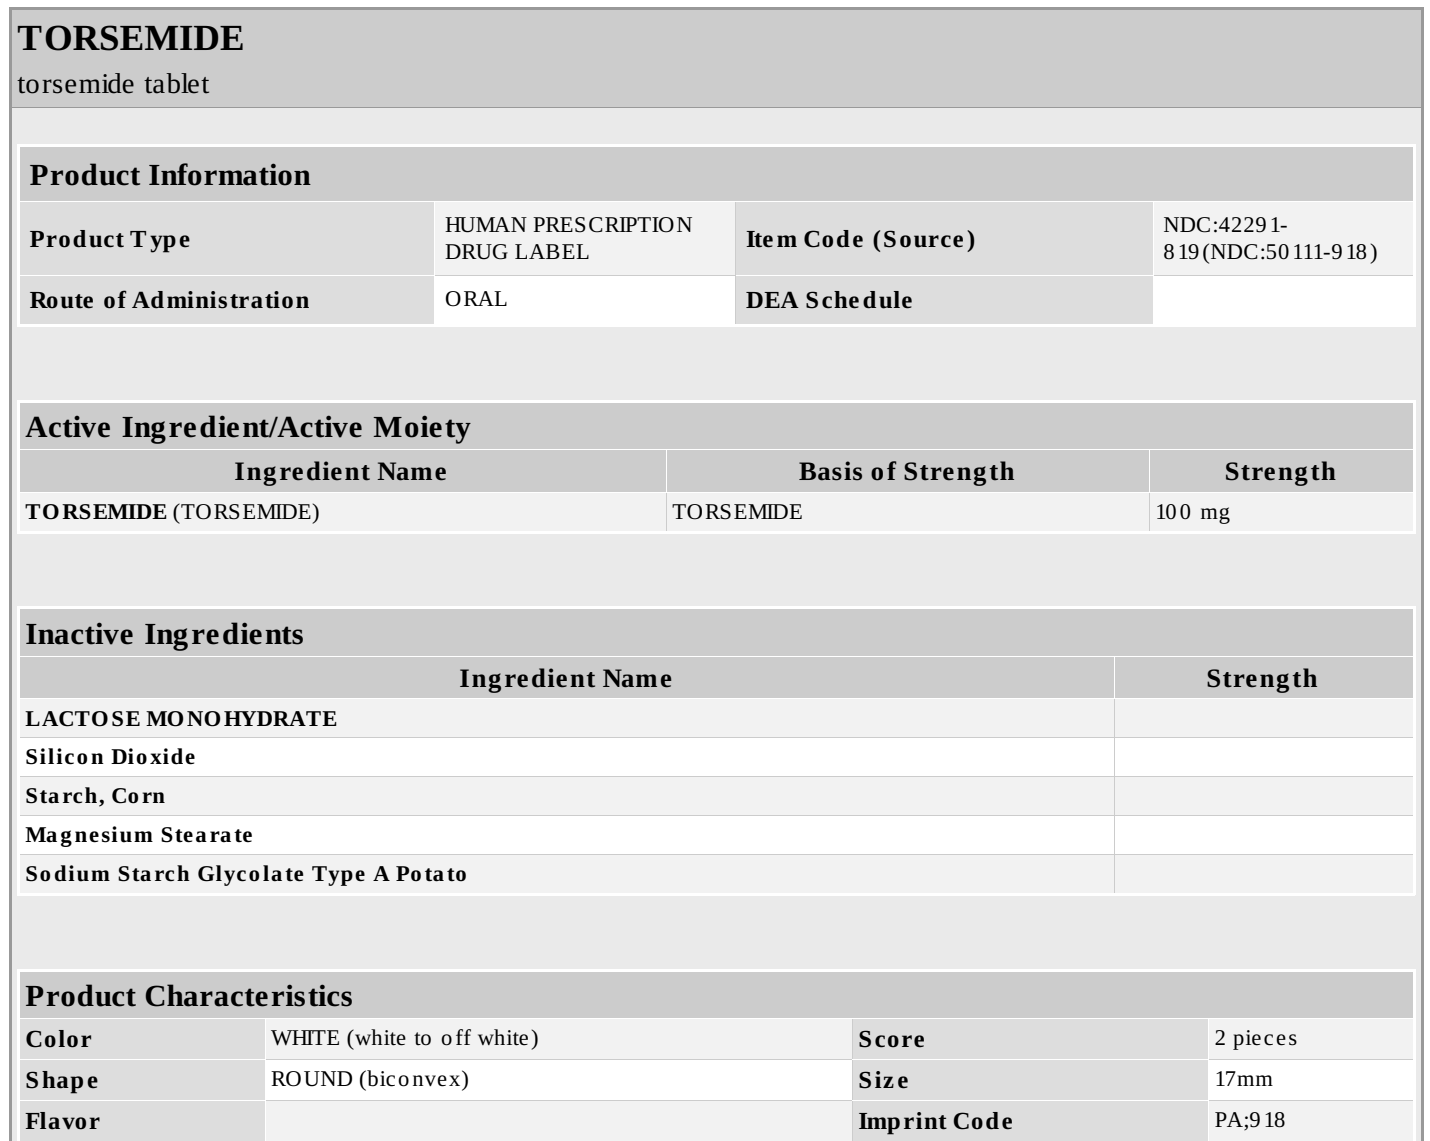 TORSEMIDE
torsemide tablet
Product Information
Product Type HUMAN PRESCRIPTION DRUG LABEL Item Code (Source) NDC:42291-819(NDC:50111-918)
Route of Administration ORAL DEA Schedule
Active Ingredient/Active Moiety
Ingredient Name Basis of Strength Strength
TORSEMIDE (TORSEMIDE) TORSEMIDE 100 mg
Inactive Ingredients
Ingredient Name Strength
LACTOSE MONOHYDRATE
Silicon Dioxide
Starch, Corn
Magnesium Stearate
Sodium Starch Glycolate Type A Potato
Product Characteristics
Color WHITE (white to off white) Score 2 pieces
Shape ROUND (biconvex) Size 17mm
Flavor Imprint Code PA;918